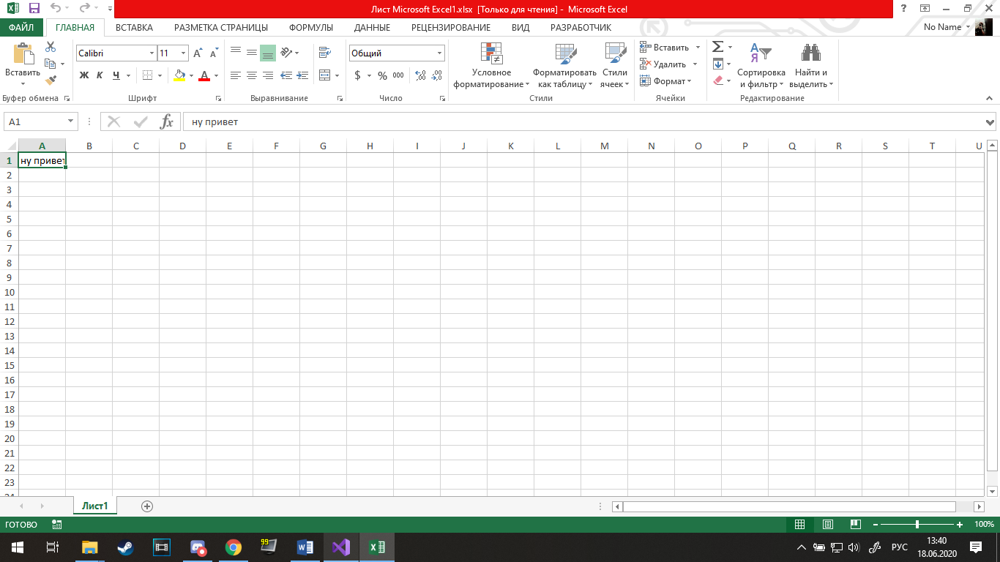 Лист Microsoft Excel1.xlsx [Только для чтения] - Microsoft Excel
?
ФАЙЛ ГЛАВНАЯ ВСТАВКА РАЗМЕТКА СТРАНИЦЫ ФОРМУЛЫ ДАННЫЕ РЕЦЕНЗИРОВАНИЕ ВИД РАЗРАБОТЧИК No Name
Calibri 11 Общий
Вставить
Ж К Ч А
$ % 000
Условное форматирование
Форматировать как таблицу
Стили ячеек
Вставить
Удалить
Формат
Сортировка и фильтр
Найти и выделить
Буфер обмена Шрифт Выравнивание Число Стили Ячейки Редактирование
A1 fx ну привет
A B C D E F G H I J K L M N O P Q R S T U
1 ну привет
2
3
4
5
6
7
8
9
10
11
12
13
14
15
16
17
18
19
20
21
22
23
24
Лист1
ГОТОВО 100%
99
РУС
13:40
18.06.2020